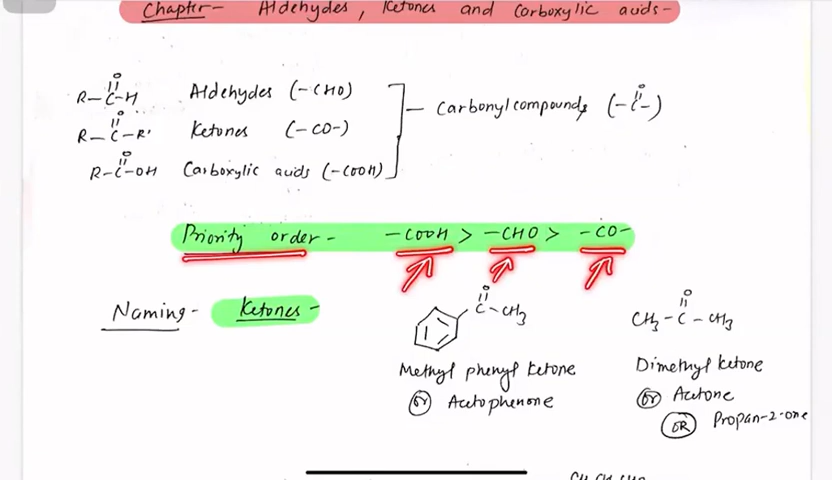 Chapter- Aldehydes, Ketones and Carboxylic acids-
R-C(=O)-H Aldehydes (-CHO)
R-C(=O)-R' Ketones (-CO-)
R-C(=O)-OH Carboxylic acids (-COOH)
Carbonyl compounds (-C(=O)-)
Priority order- -COOH > -CHO > -CO-
Naming- Ketones-
C(=O)-CH3
Methyl phenyl ketone
OR Acetophenone
CH3-C(=O)-CH3
Dimethyl ketone
OR Acetone
OR Propan-2-one